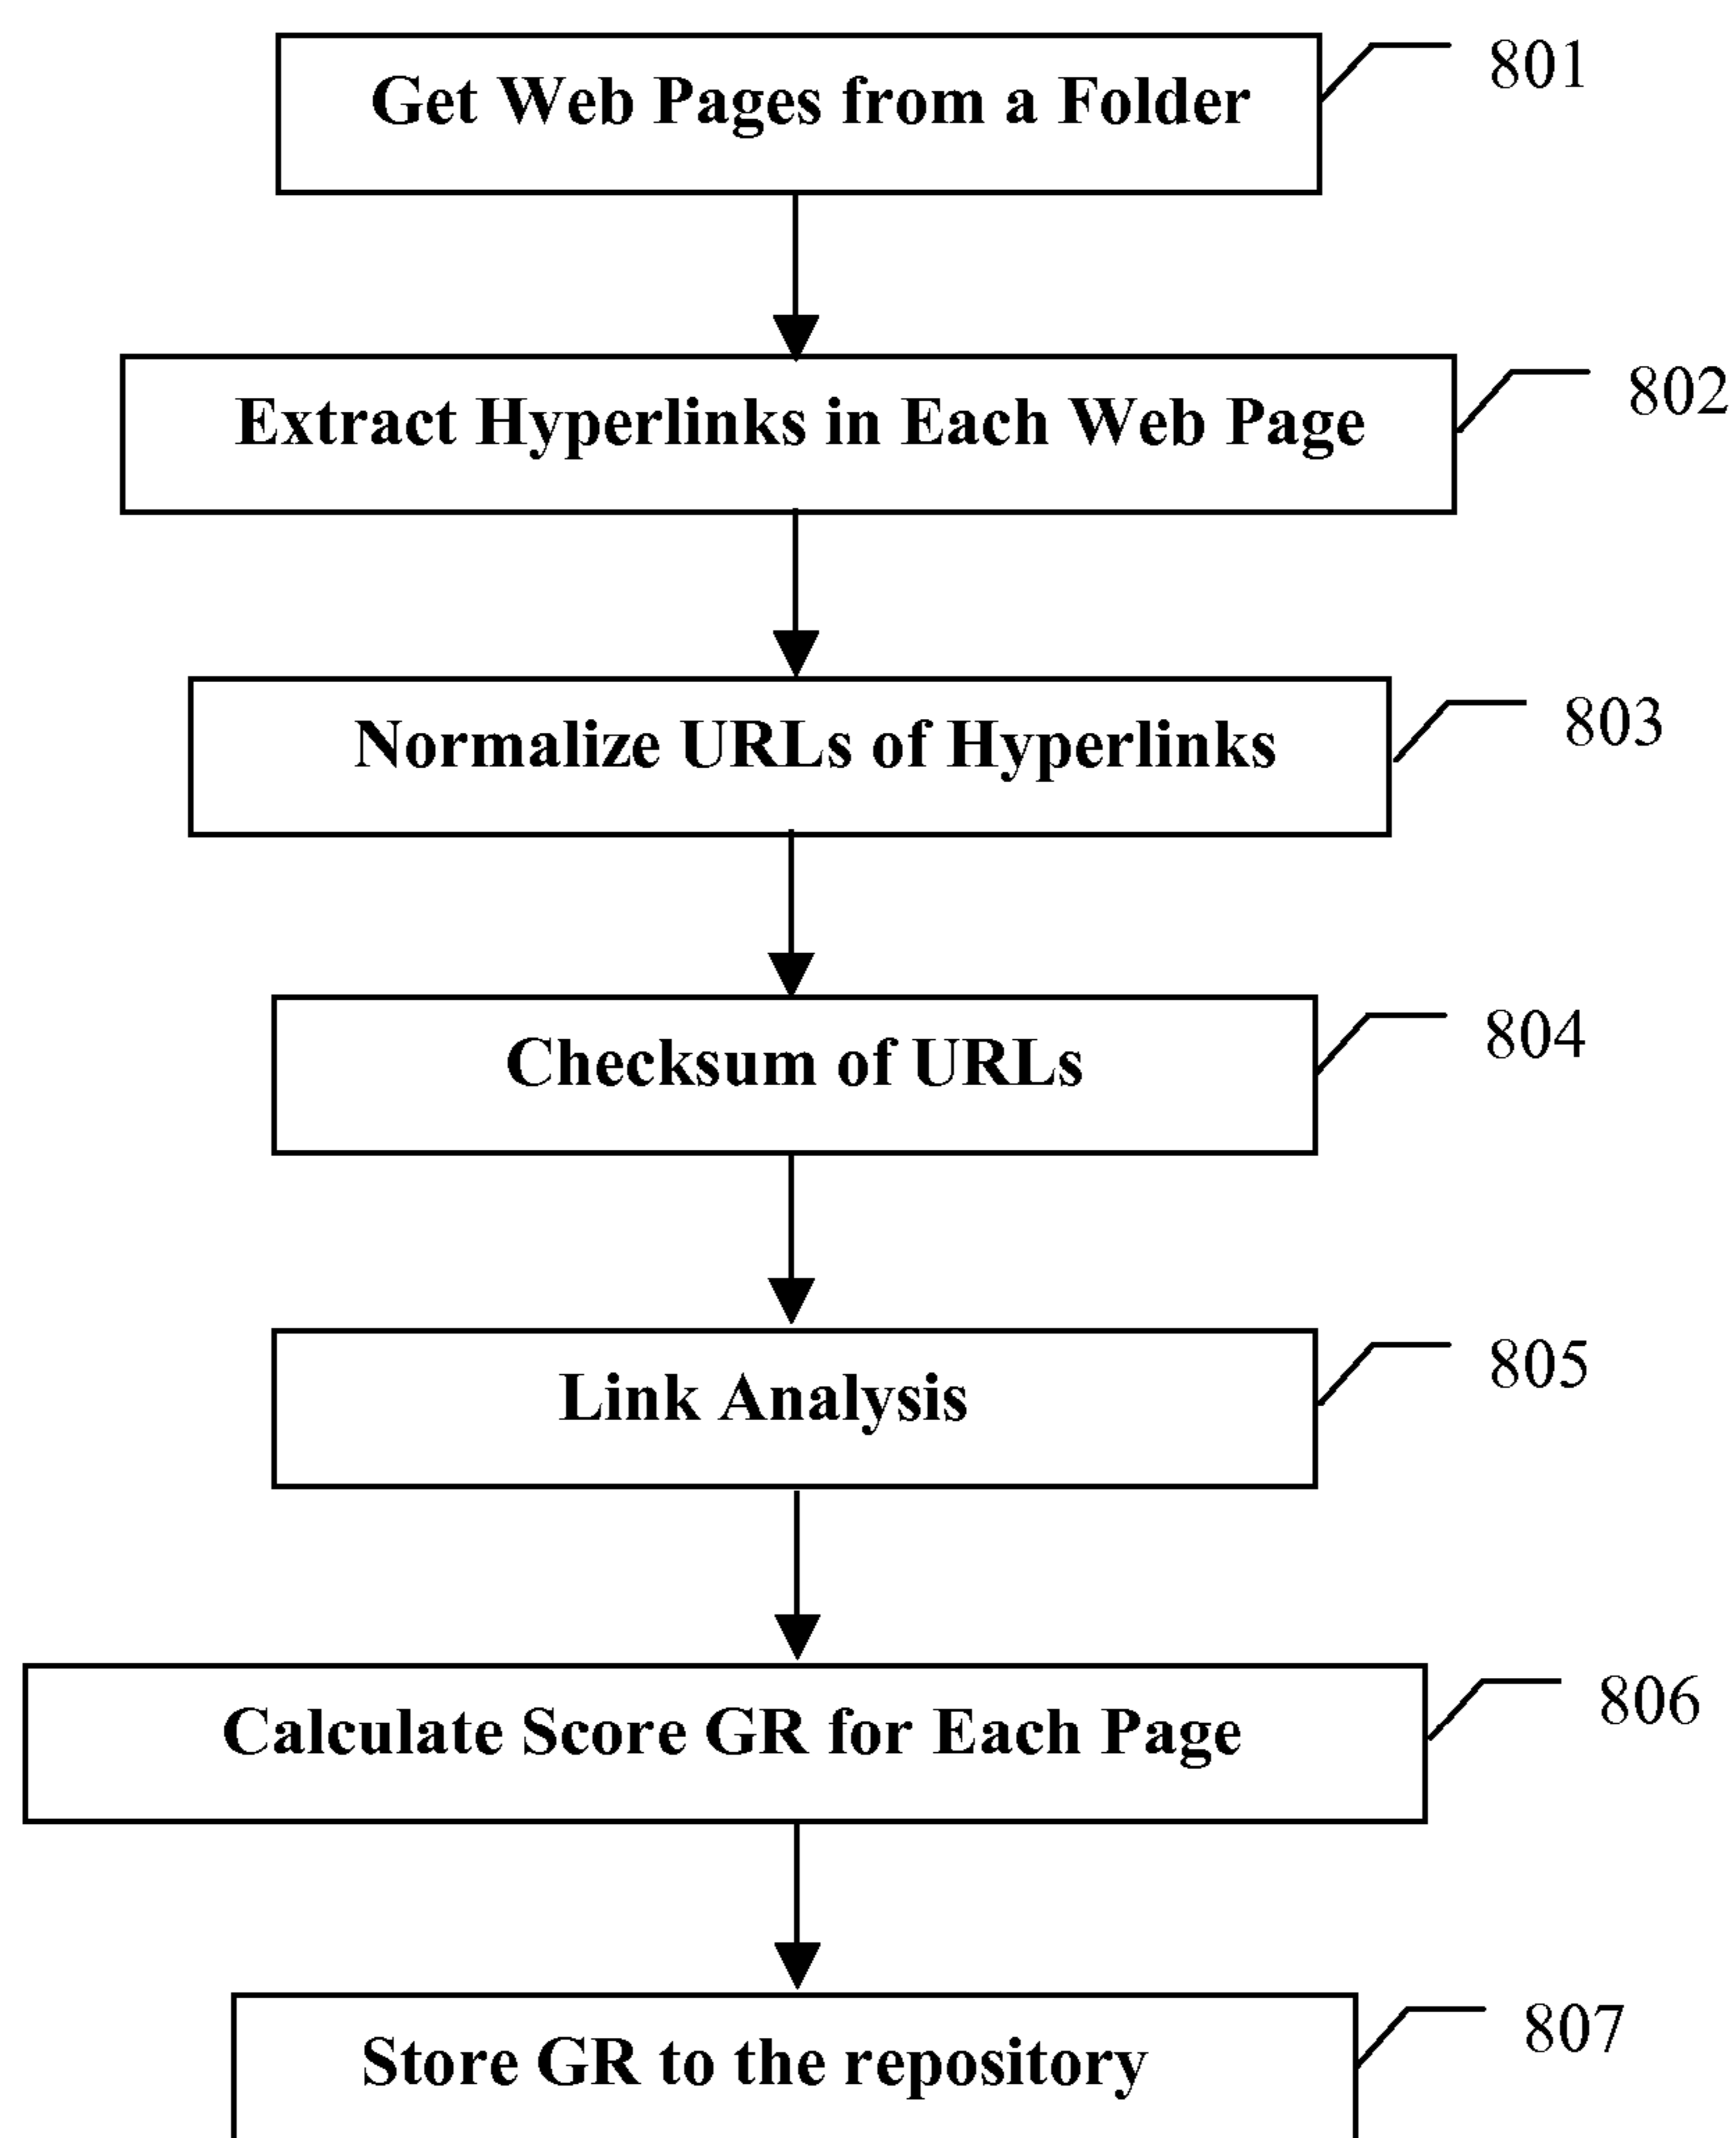 Get Web Pages from a Folder
801
Extract Hyperlinks in Each Web Page
802
Normalize URLs of Hyperlinks
803
Checksum of URLs
804
Link Analysis
805
Calculate Score GR for Each Page
806
Store GR to the repository
807